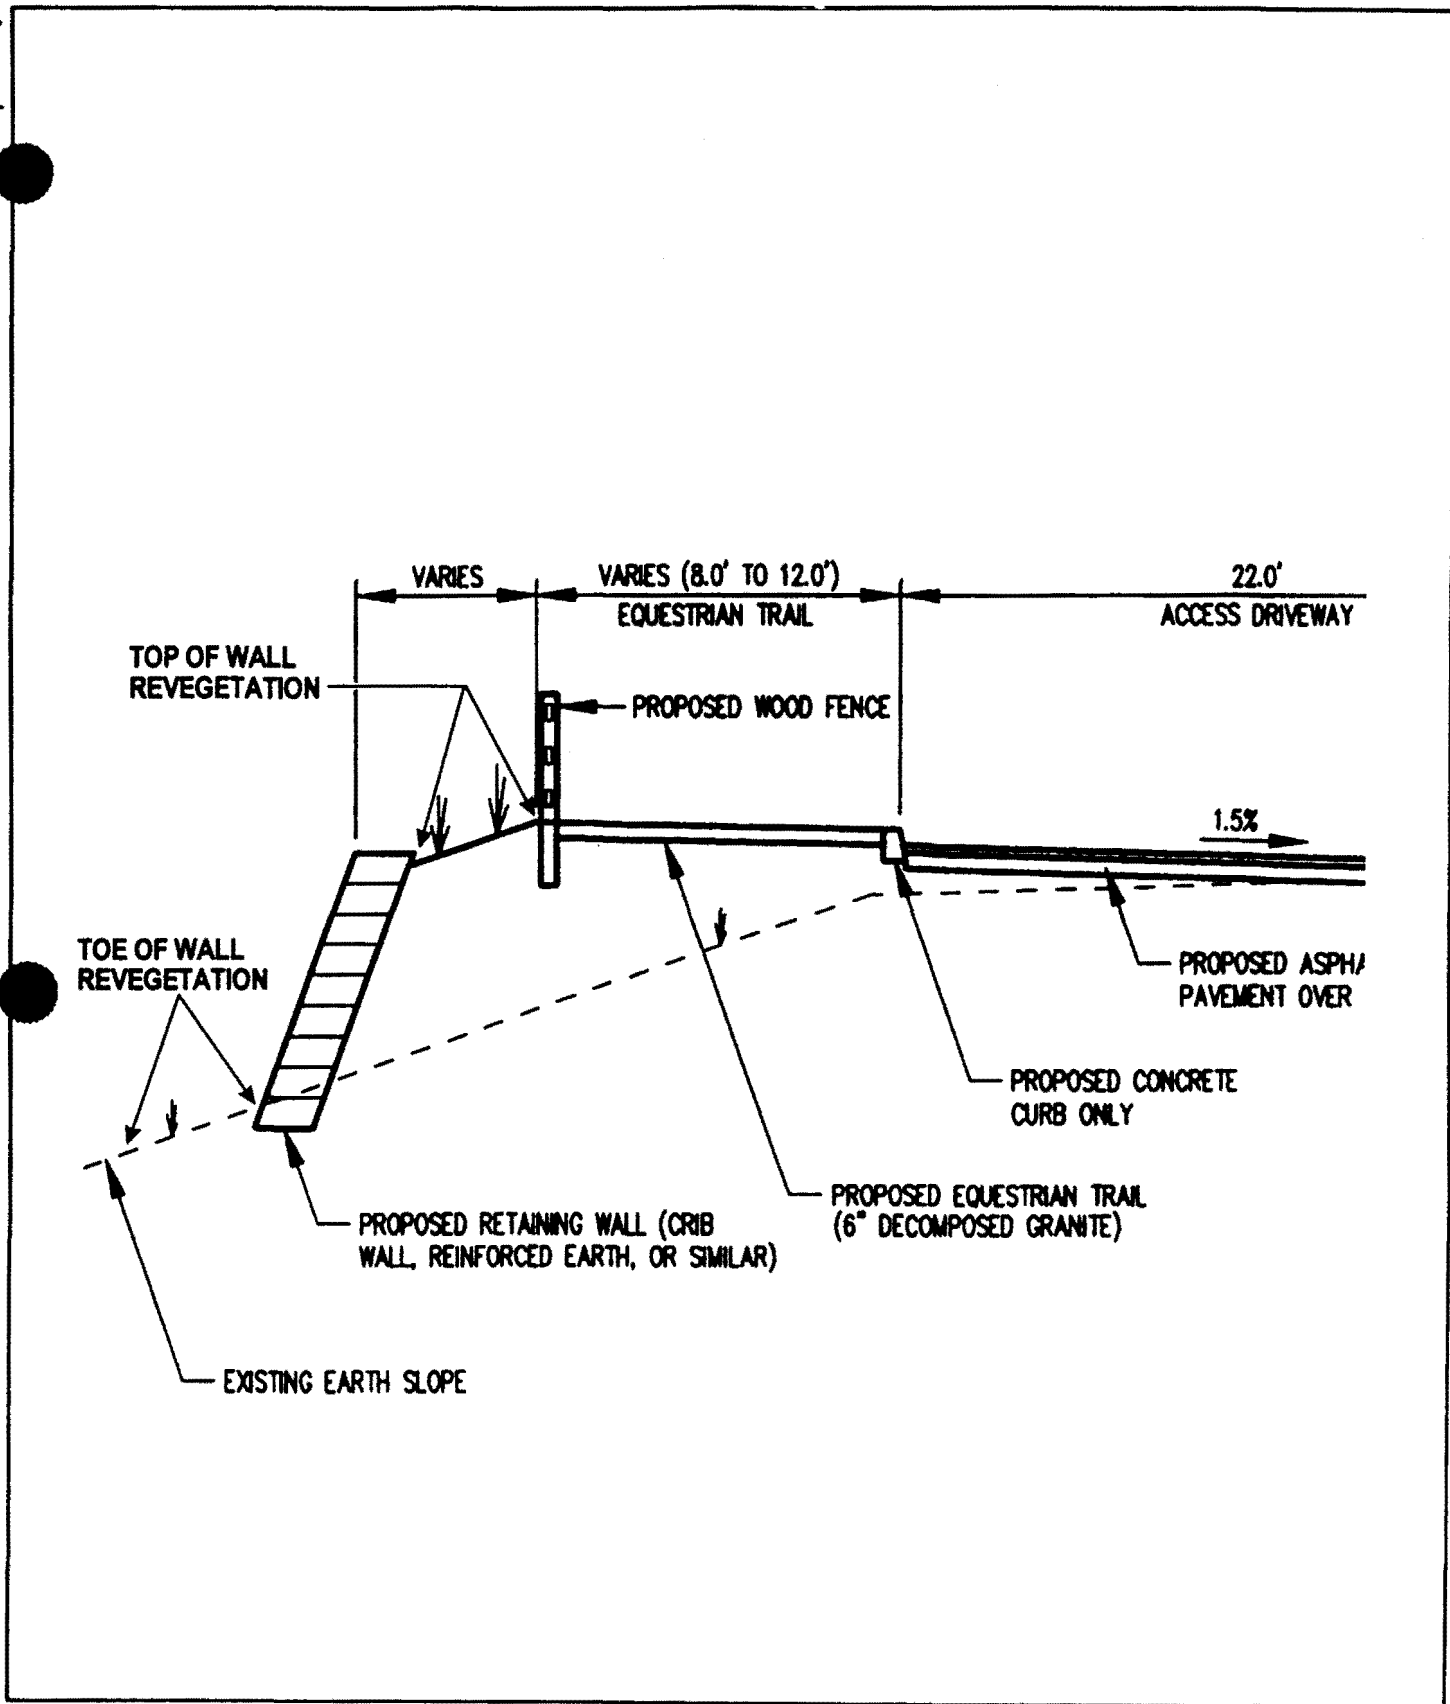 VARIES
VARIES (8.0' TO 12.0')
22.0'
EQUESTRIAN TRAIL
ACCESS DRIVEWAY
TOP OF WALL
REVEGETATION
PROPOSED WOOD FENCE
1.5%
TOE OF WALL
REVEGETATION
PROPOSED ASPHA
PAVEMENT OVER
PROPOSED CONCRETE
CURB ONLY
PROPOSED EQUESTRIAN TRAIL
(6" DECOMPOSED GRANITE)
PROPOSED RETAINING WALL (CRIB
WALL, REINFORCED EARTH, OR SIMILAR)
EXISTING EARTH SLOPE